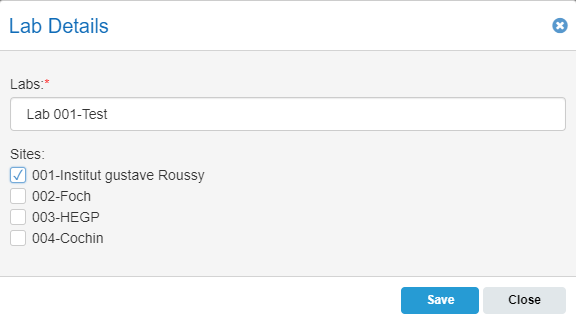 Lab Details
Labs:*
Lab 001-Test
Sites:
001-Institut gustave Roussy
002-Foch
003-HEGP
004-Cochin
Save Close